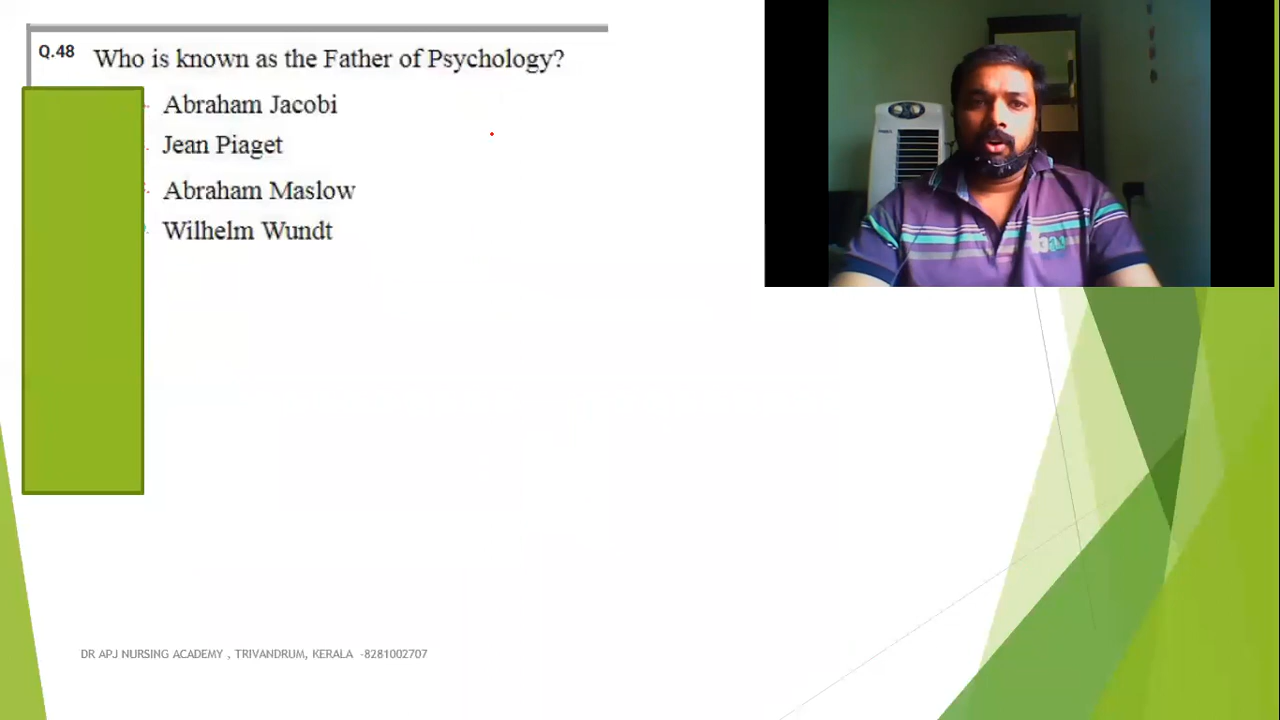 Q.48 Who is known as the Father of Psychology?
Abraham Jacobi
Jean Piaget
Abraham Maslow
Wilhelm Wundt
DR APJ NURSING ACADEMY , TRIVANDRUM, KERALA -8281002707